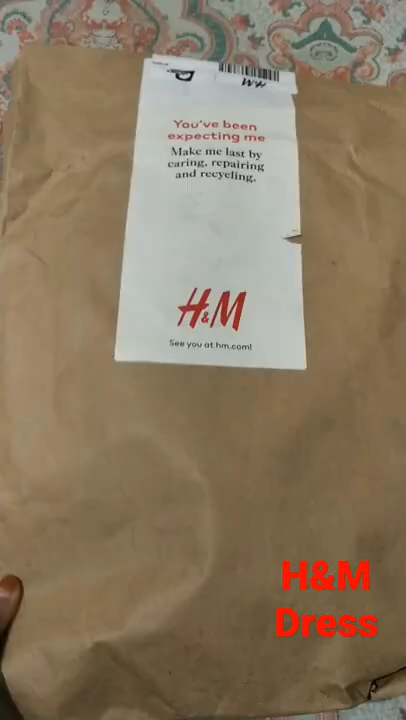 H&M
You've been
expecting me
Make me last by
caring, repairing
and recycling.
H&M
See you at hm.com!
H&M
Dress